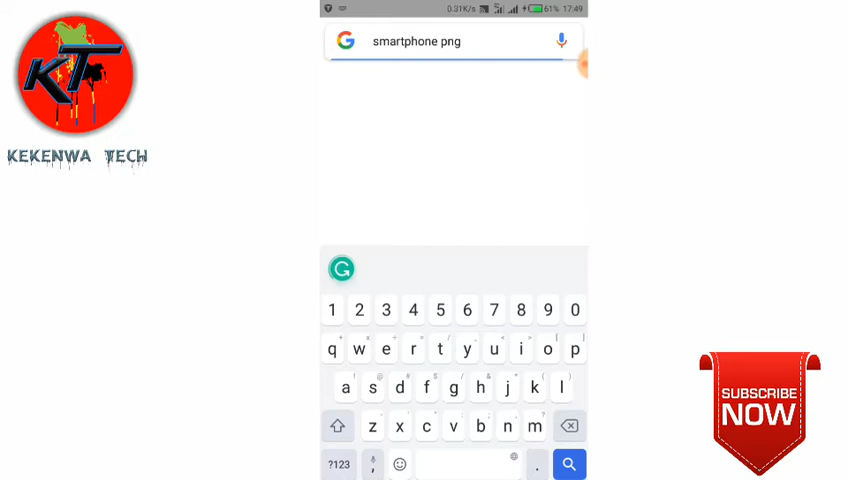 0.31K/s 61% 17:49
smartphone png
KT
KEKENWA TECH
1 2 3 4 5 6 7 8 9 0
q w e r t y u i o p
a s d f g h j k l
z x c v b n m
?123 , .
SUBSCRIBE
NOW